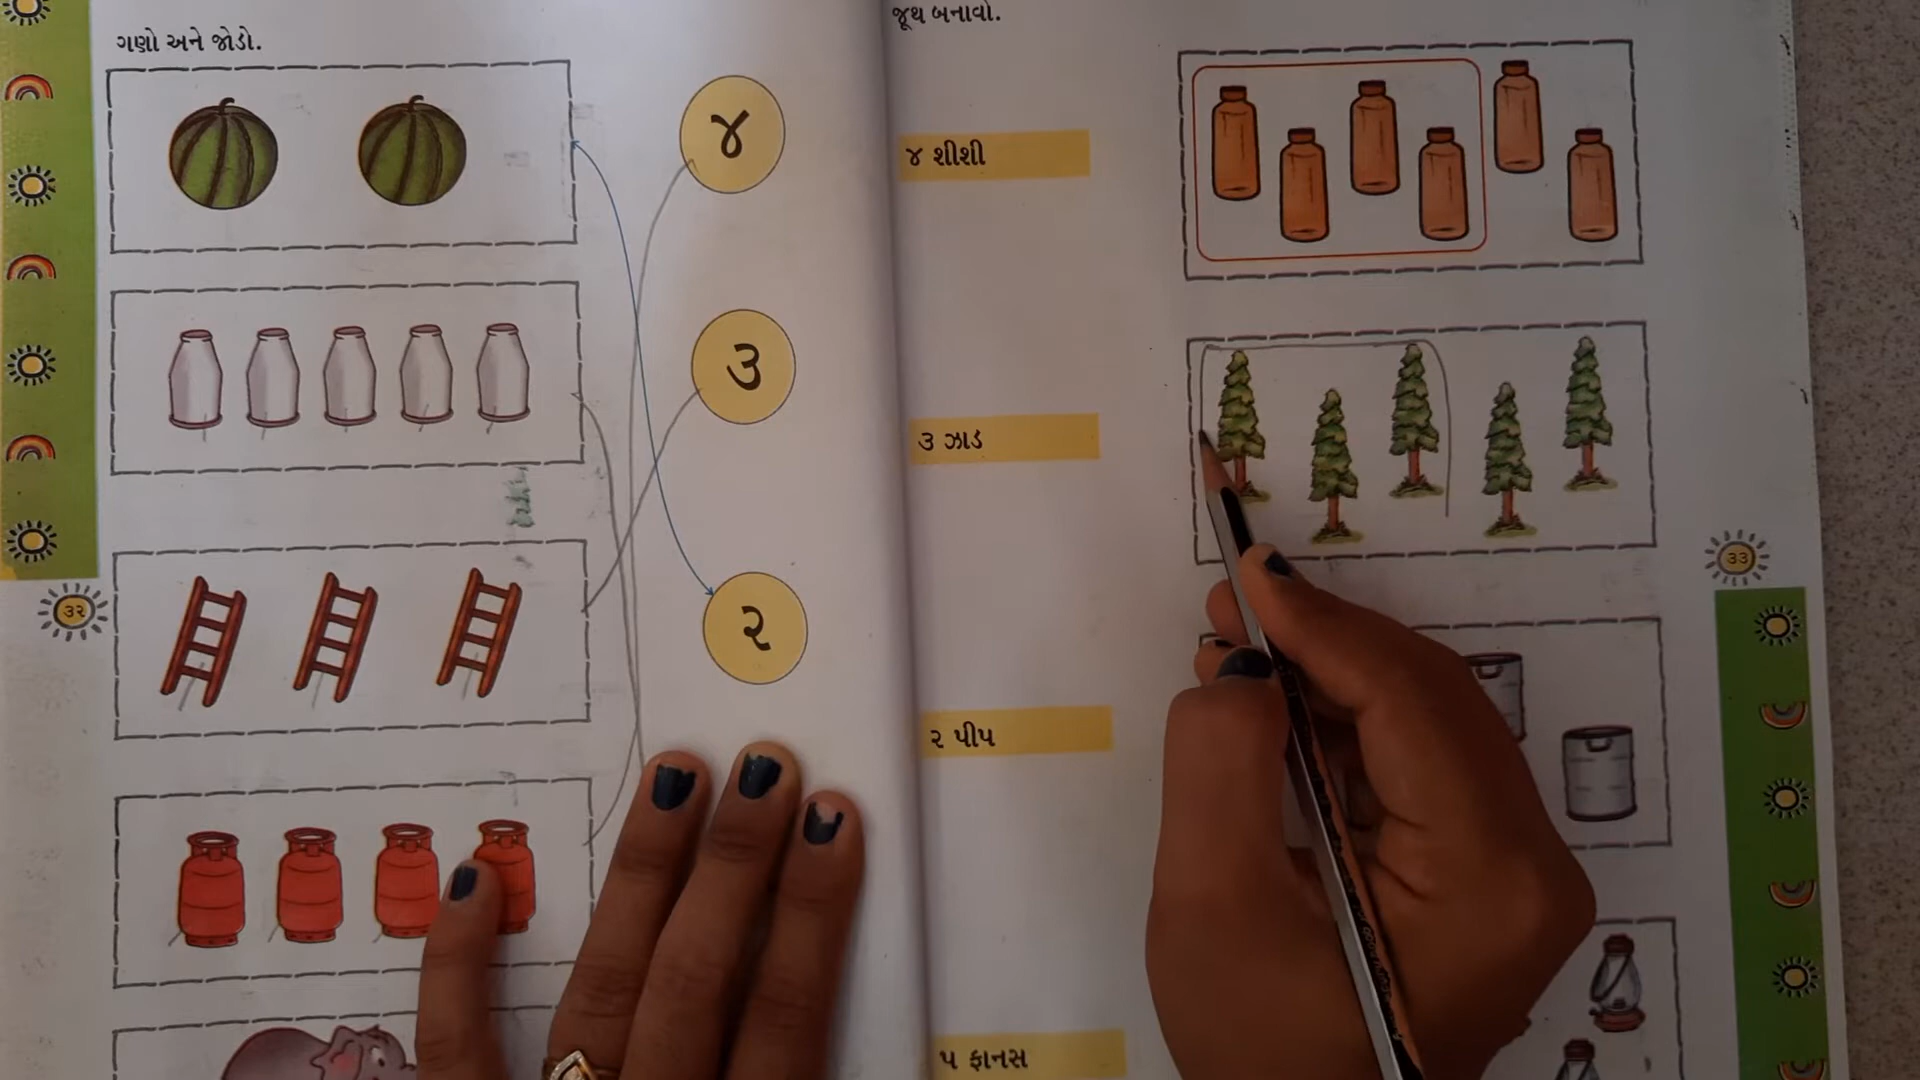 ગણો અને જોડો.
૪
૩
૨
૩૨
જૂથ બનાવો.
૪ શીશી
૩ ઝાડ
૨ પીપ
૫ ફાનસ
૩૩